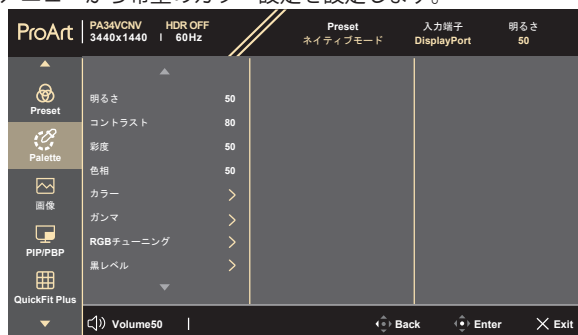 ニューから希望のカラー設定を設定します。
ProArt
PA34VCNV HDR OFF
3440x1440 I 60Hz
Preset
ネイティブモード
入力端子
DisplayPort
明るさ
50
Preset
Palette
画像
PIP/PBP
QuickFit Plus
明るさ 50
コントラスト 80
彩度 50
色相 50
カラー
ガンマ
RGBチューニング
黒レベル
Volume50 |
Back
Enter
Exit